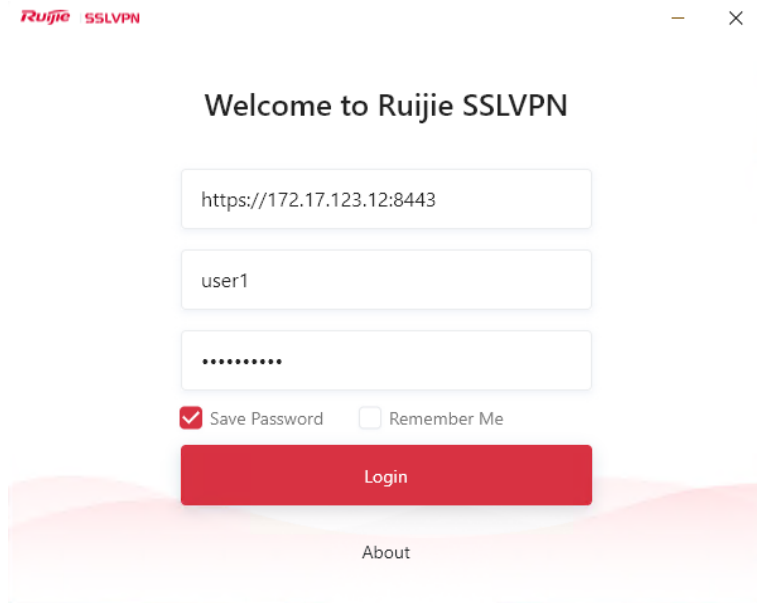 Ruijie SSLVPN
Welcome to Ruijie SSLVPN
https://172.17.123.12:8443
user1
••••••••••
Save Password Remember Me
Login
About